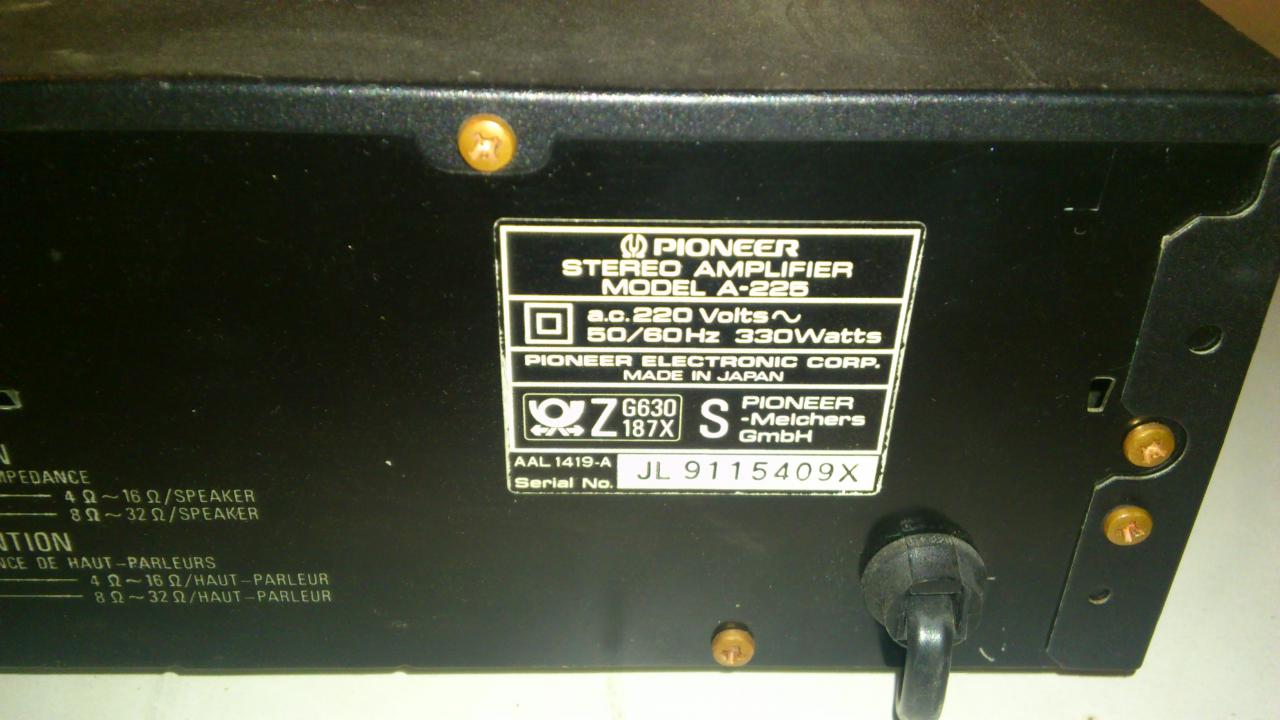 PIONEER
STEREO AMPLIFIER
MODEL A-225
a.c. 220 Volts~
50/60Hz 330Watts
PIONEER ELECTRONIC CORP.
MADE IN JAPAN
Z G630
187X
S PIONEER
-Melchers
GmbH
AAL 1419-A
Serial No. JL 9115409X
N
MPEDANCE
4 Ω~16 Ω/SPEAKER
8 Ω~32 Ω/SPEAKER
NTION
NCE DE HAUT-PARLEURS
4 Ω~16 Ω/HAUT-PARLEUR
8 Ω~32 Ω/HAUT-PARLEUR